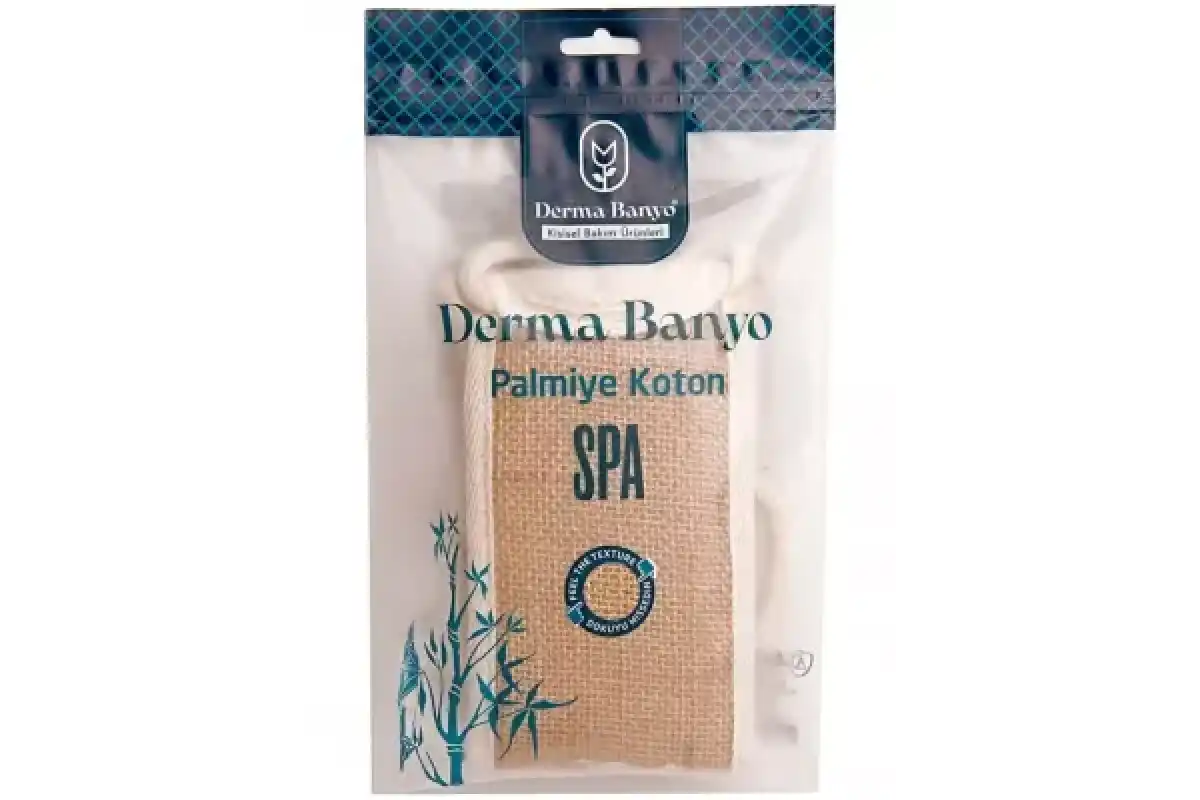 Derma Banyo®
Kişisel Bakım Ürünleri
Derma Banyo
Palmiye Koton
SPA
FEEL THE TEXTURE
DOKUYU HİSSEDİN
A